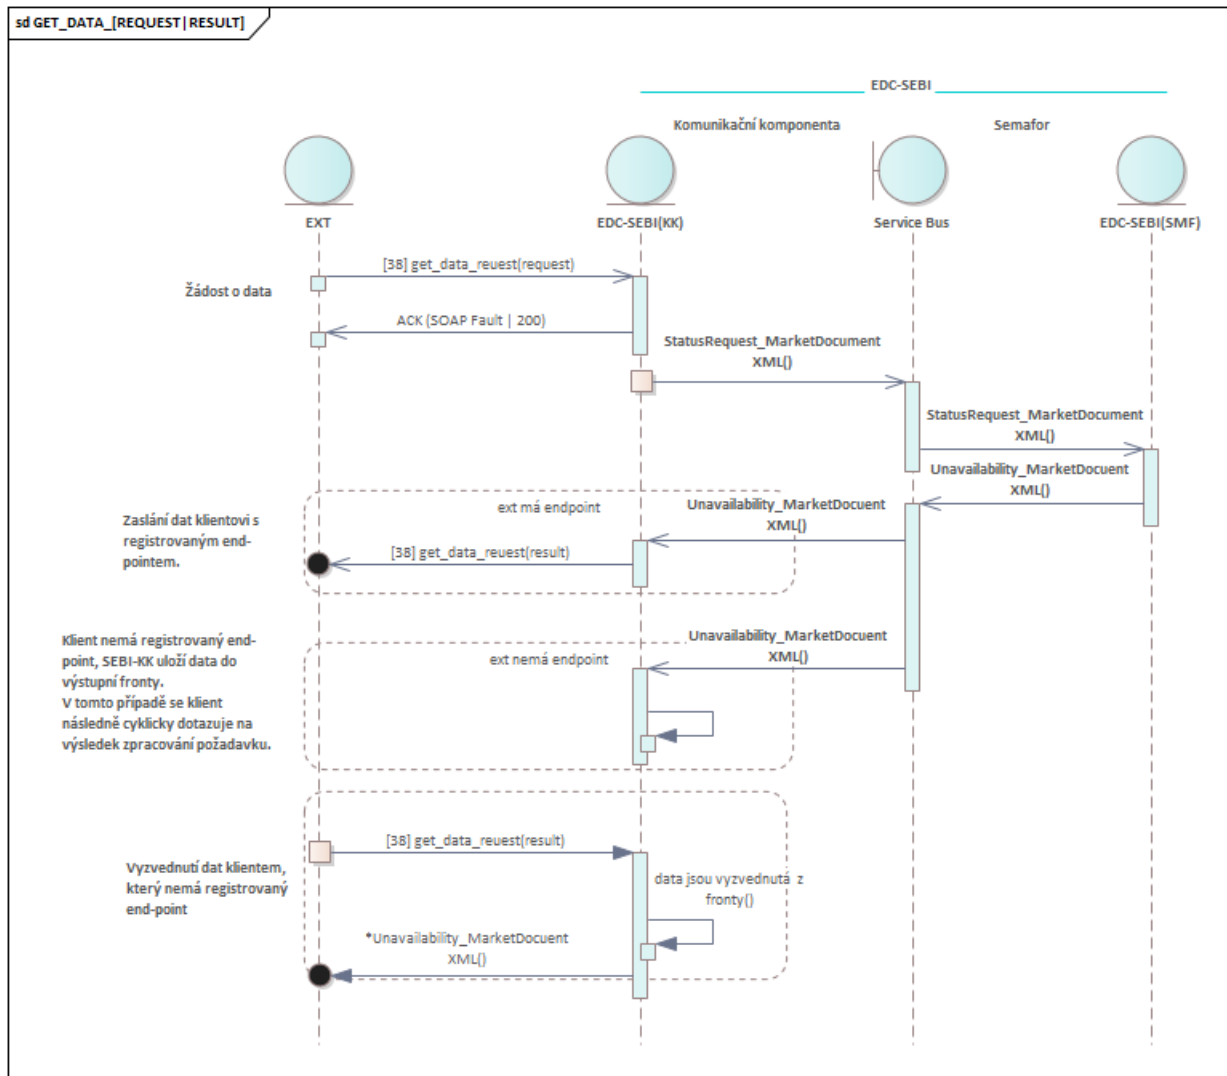 sd GET_DATA_[REQUEST|RESULT]
EDC-SEBI
Komunikační komponenta
Semafor
EXT
EDC-SEBI(KK)
Service Bus
EDC-SEBI(SMF)
[38] get_data_reuest(request)
Žádost o data
ACK (SOAP Fault | 200)
StatusRequest_MarketDocument
XML()
StatusRequest_MarketDocument
XML()
Unavailability_MarketDocuent
XML()
ext má endpoint
Unavailability_MarketDocuent
XML()
Zaslání dat klientovi s
registrovaným end-
pointem.
[38] get_data_reuest(result)
Klient nemá registrovaný end-
point, SEBI-KK uloží data do
výstupní fronty.
V tomto případě se klient
následně cyklicky dotazuje na
výsledek zpracování požadavku.
ext nemá endpoint
Unavailability_MarketDocuent
XML()
[38] get_data_reuest(result)
Vyzvednutí dat klientem,
který nemá registrovaný
end-point
data jsou vyzvednutá z
fronty()
*Unavailability_MarketDocuent
XML()